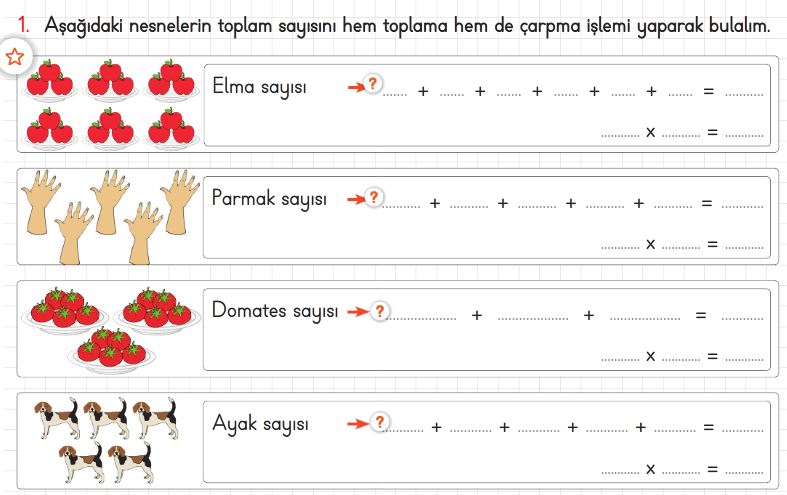 1. Aşağıdaki nesnelerin toplam sayısını hem toplama hem de çarpma işlemi yaparak bulalım.
Elma sayısı ? ...... + ...... + ...... + ...... + ...... + ...... = ..........
.......... x .......... = ..........
Parmak sayısı ? .......... + .......... + .......... + .......... + .......... = ..........
.......... x .......... = ..........
Domates sayısı ? .......... + .......... + .......... = ..........
.......... x .......... = ..........
Ayak sayısı ? .......... + .......... + .......... + .......... + .......... = ..........
.......... x .......... = ..........